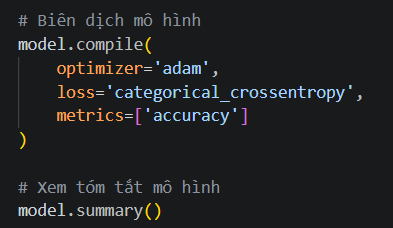 # Biên dịch mô hình
model.compile(
    optimizer='adam',
    loss='categorical_crossentropy',
    metrics=['accuracy']
)

# Xem tóm tắt mô hình
model.summary()